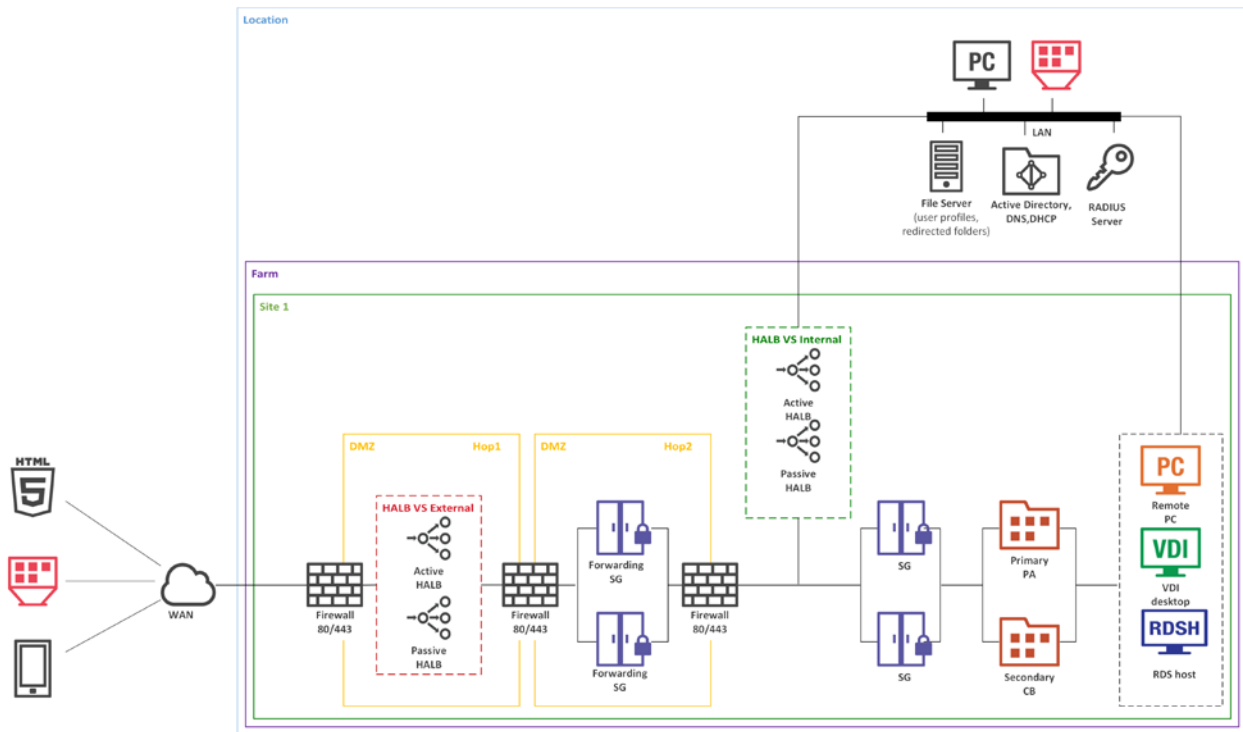 Location
PC
LAN
File Server
(user profiles,
redirected folders)
Active Directory,
DNS,DHCP
RADIUS
Server
Farm
Site 1
HALB VS Internal
Active
HALB
Passive
HALB
DMZ
Hop1
DMZ
Hop2
HALB VS External
Active
HALB
Passive
HALB
HTML
5
WAN
Firewall
80/443
Firewall
80/443
Forwarding
SG
Forwarding
SG
Firewall
80/443
SG
SG
Primary
PA
Secondary
CB
PC
Remote
PC
VDI
VDI
desktop
RDSH
RDS host